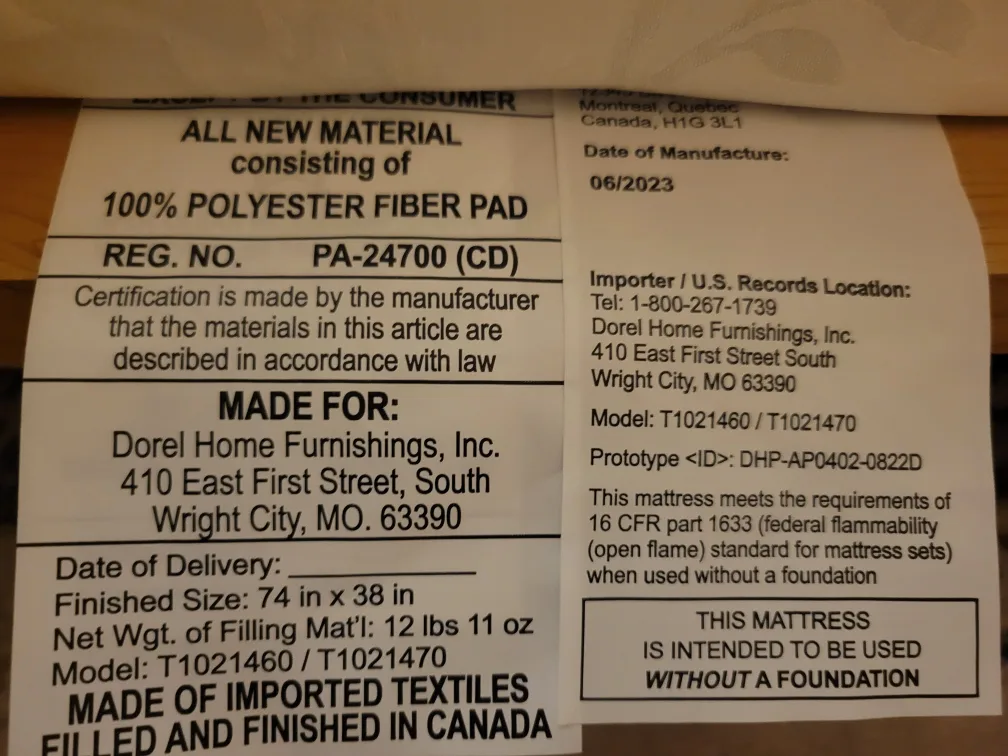 BY THE CONSUMER
ALL NEW MATERIAL
consisting of
100% POLYESTER FIBER PAD
REG. NO. PA-24700 (CD)
Certification is made by the manufacturer
that the materials in this article are
described in accordance with law
MADE FOR:
Dorel Home Furnishings, Inc.
410 East First Street, South
Wright City, MO. 63390
Date of Delivery:
Finished Size: 74 in x 38 in
Net Wgt. of Filling Mat'l: 12 lbs 11 oz
Model: T1021460 / T1021470
MADE OF IMPORTED TEXTILES
FILLED AND FINISHED IN CANADA
Montreal, Quebec
Canada, H1G 3L1
Date of Manufacture:
06/2023
Importer / U.S. Records Location:
Tel: 1-800-267-1739
Dorel Home Furnishings, Inc.
410 East First Street South
Wright City, MO 63390
Model: T1021460 / T1021470
Prototype <ID>: DHP-AP0402-0822D
This mattress meets the requirements of
16 CFR part 1633 (federal flammability
(open flame) standard for mattress sets)
when used without a foundation
THIS MATTRESS
IS INTENDED TO BE USED
WITHOUT A FOUNDATION